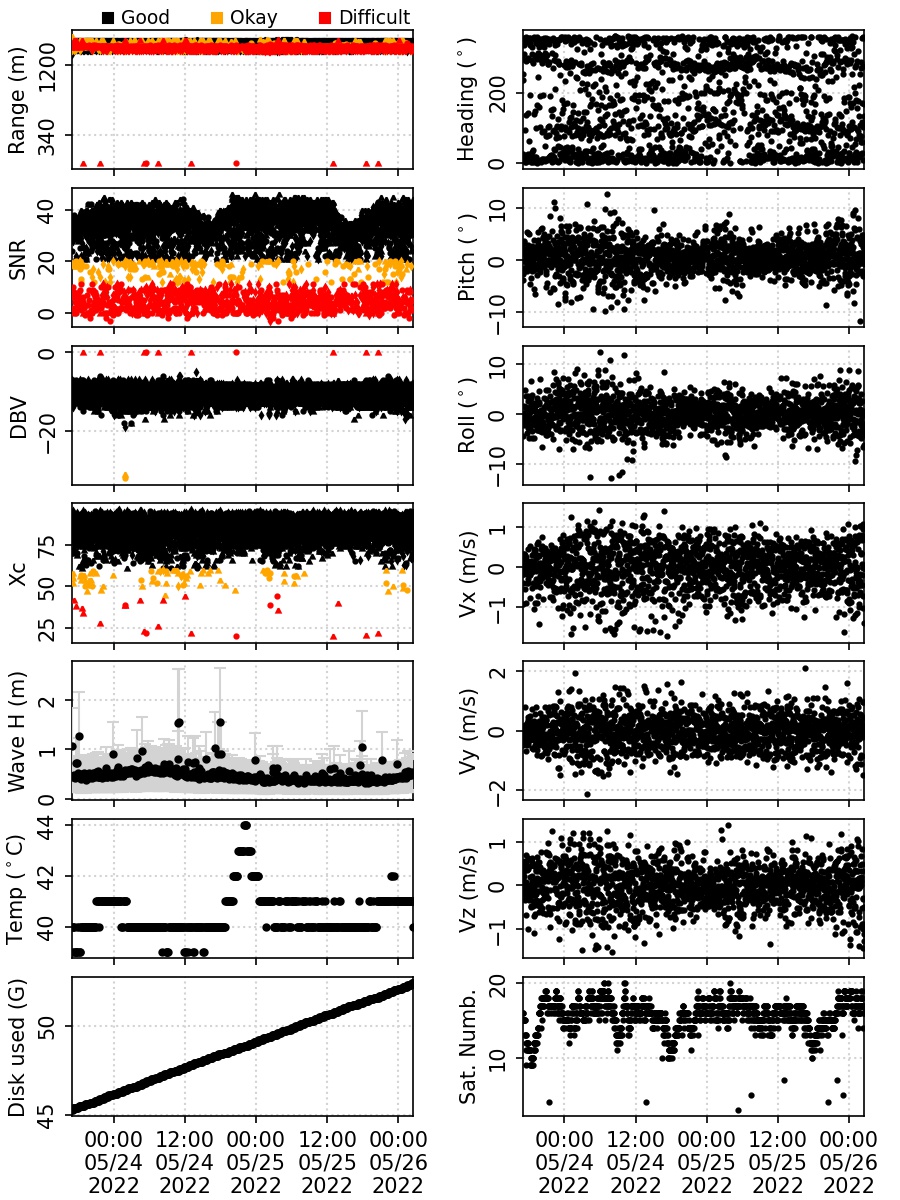 Good Okay Difficult
Range (m)
1200
340
Heading (°)
200
0
SNR
40
20
0
Pitch (°)
10
0
−10
DBV
0
−20
Roll (°)
10
0
−10
Xc
75
50
25
Vx (m/s)
1
0
−1
Wave H (m)
2
1
0
Vy (m/s)
2
0
−2
Temp (°C)
44
42
40
Vz (m/s)
1
0
−1
Disk used (G)
50
45
Sat. Numb.
20
10
00:00 12:00 00:00 12:00 00:00
05/24 05/24 05/25 05/25 05/26
2022 2022 2022 2022 2022
00:00 12:00 00:00 12:00 00:00
05/24 05/24 05/25 05/25 05/26
2022 2022 2022 2022 2022